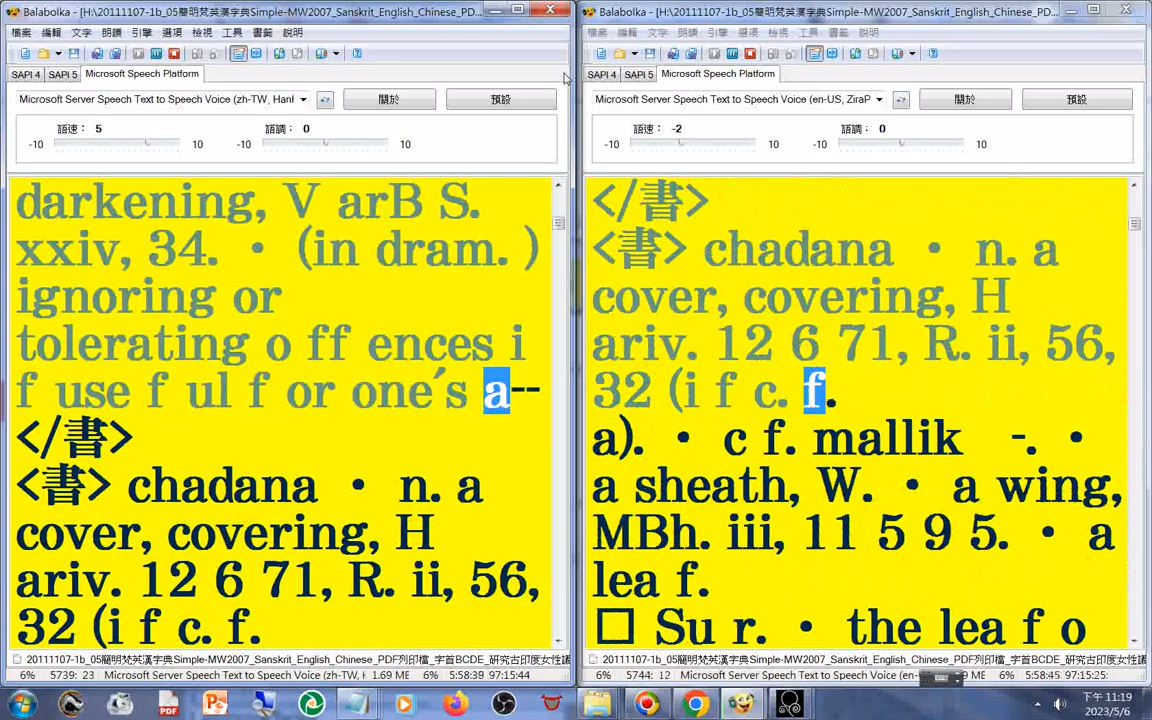 Balabolka - [H:\20111107-1b_05簡明梵英漢字典Simple-MW2007_Sanskrit_English_Chinese_PD...
檔案 編輯 文字 朗讀 引擎 選項 檢視 工具 書籤 說明
SAPI 4 SAPI 5 Microsoft Speech Platform
Microsoft Server Speech Text to Speech Voice (zh-TW, Hanl 關於 預設
語速： 5 語調： 0
-10 10 -10 10
darkening, V arB S.
xxiv, 34. • (in dram. )
ignoring or
tolerating o ff ences i
f use f ul f or one´s a--
</書>
<書> chadana • n. a
cover, covering, H
ariv. 12 6 71, R. ii, 56,
32 (i f c. f.
20111107-1b_05簡明梵英漢字典Simple-MW2007_Sanskrit_English_Chinese_PDF列印檔_字首BCDE_研究古印度女性議
6% 5739: 23 Microsoft Server Speech Text to Speech Voice (zh-TW, H 1.69 ME 6% 5:58:39 97:15:44
Balabolka - [H:\20111107-1b_05簡明梵英漢字典Simple-MW2007_Sanskrit_English_Chinese_PD...
檔案 編輯 文字 朗讀 引擎 選項 檢視 工具 書籤 說明
SAPI 4 SAPI 5 Microsoft Speech Platform
Microsoft Server Speech Text to Speech Voice (en-US, ZiraP 關於 預設
語速： -2 語調： 0
-10 10 -10 10
</書>
<書> chadana • n. a
cover, covering, H
ariv. 12 6 71, R. ii, 56,
32 (i f c. f.
a). • c f. mallik -. •
a sheath, W. • a wing,
MBh. iii, 11 5 9 5. • a
lea f.
□ Su r. • the lea f o
20111107-1b_05簡明梵英漢字典Simple-MW2007_Sanskrit_English_Chinese_PDF列印檔_字首BCDE_研究古印度女性議
6% 5744: 12 Microsoft Server Speech Text to Speech Voice (en-US, ME 6% 5:58:45 97:15:25:
PDF
下午 11:19
2023/5/6